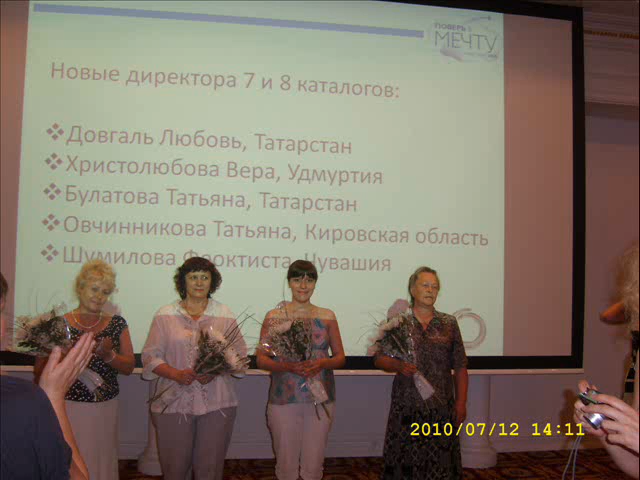 ПОВЕРЬ В
МЕЧТУ
Новые директора 7 и 8 каталогов:
❖Довгаль Любовь, Татарстан
❖Христолюбова Вера, Удмуртия
❖Булатова Татьяна, Татарстан
❖Овчинникова Татьяна, Кировская область
❖Шумилова Феоктиста, Чувашия
2010/07/12 14:11